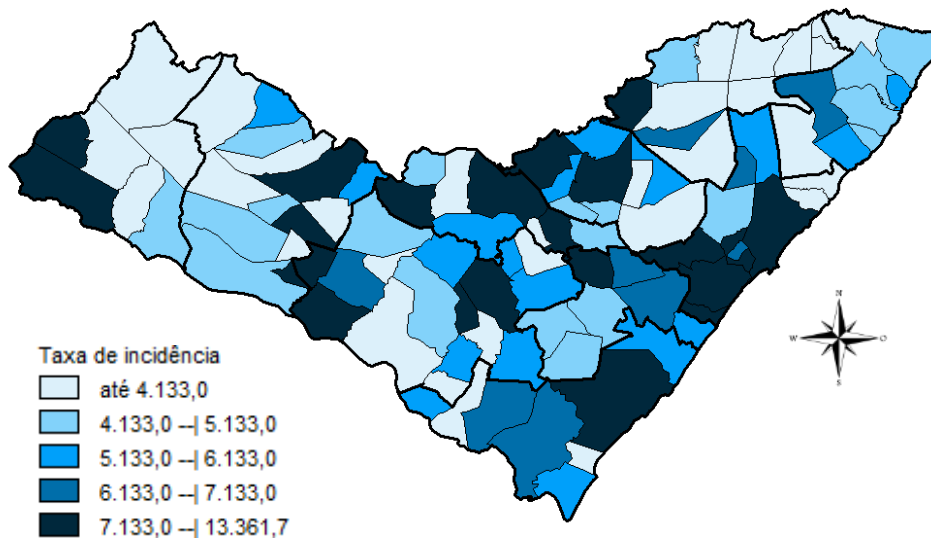 N
W
O
S
Taxa de incidência
até 4.133,0
4.133,0 --| 5.133,0
5.133,0 --| 6.133,0
6.133,0 --| 7.133,0
7.133,0 --| 13.361,7